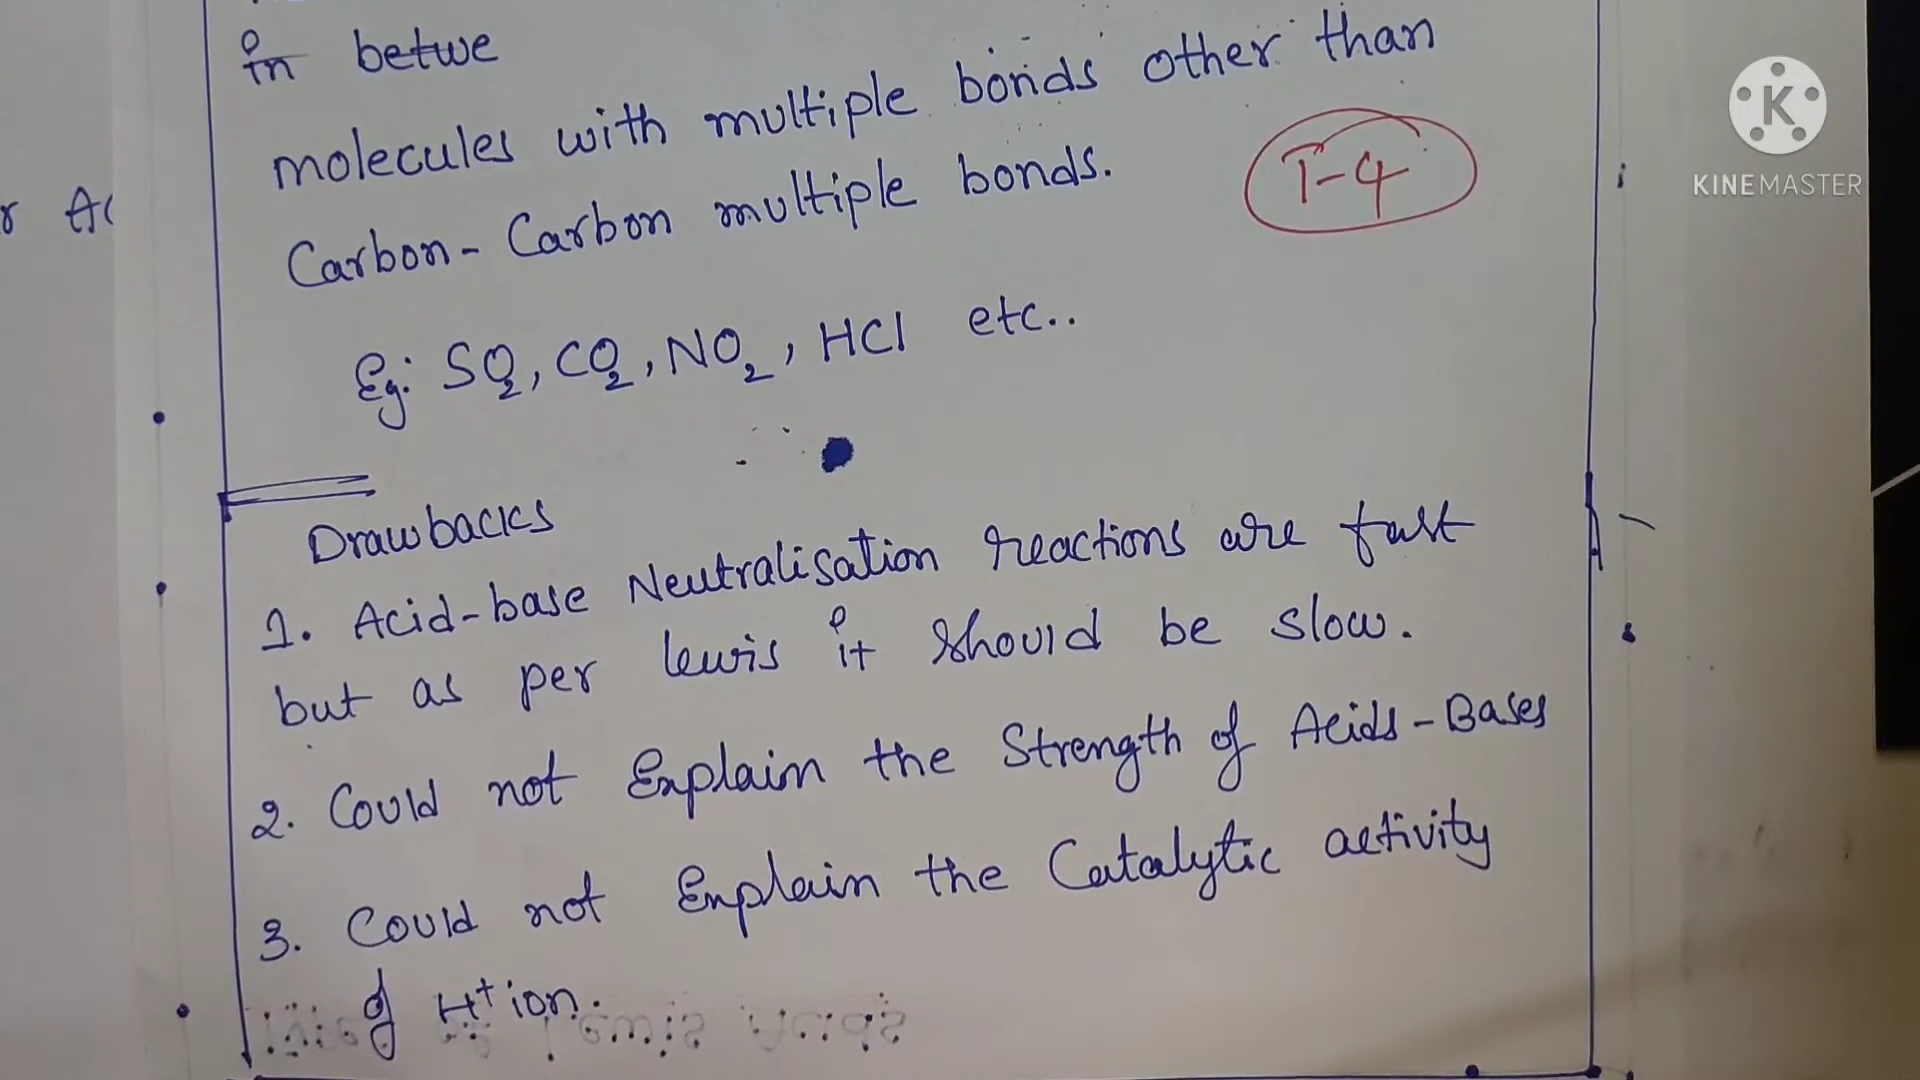 in betwe
molecules with multiple bonds other than
Carbon - Carbon multiple bonds.
T-4
Eg: SO₂, CO₂, NO₂, HCl etc..
Drawbacks
1. Acid-base Neutralisation reactions are fast
but as per lewis it should be slow.
2. Could not Explain the Strength of Acids-Bases
3. Could not Explain the Catalytic activity
of H⁺ ion.
K
KINEMASTER